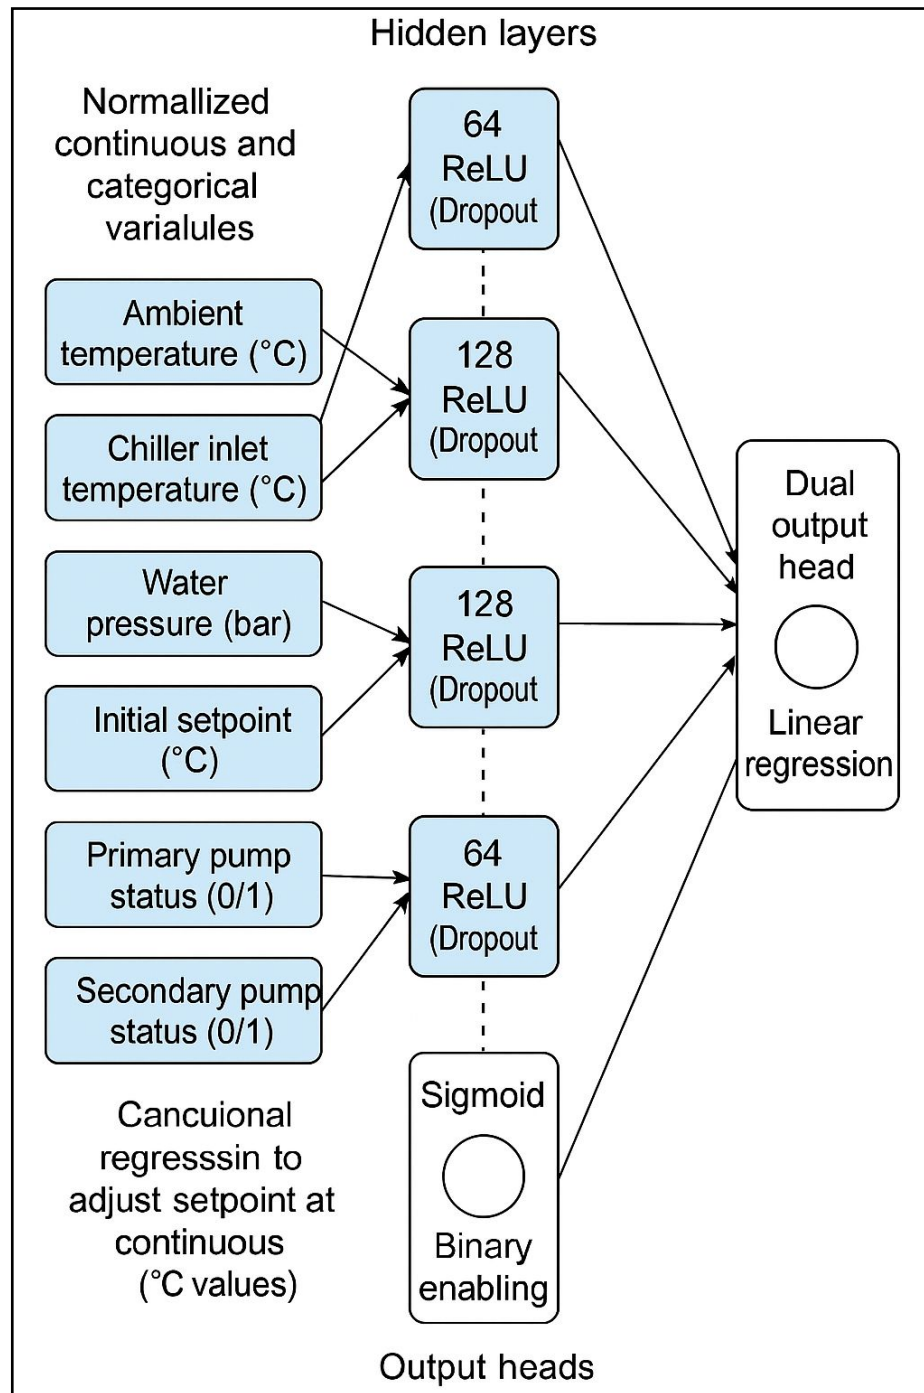 Hidden layers
Normallized
continuous and
categorical
varialules
Ambient
temperature (°C)
Chiller inlet
temperature (°C)
Water
pressure (bar)
Initial setpoint
(°C)
Primary pump
status (0/1)
Secondary pump
status (0/1)
Cancuional
regresssin to
adjust setpoint at
continuous
(°C values)
64
ReLU
(Dropout
128
ReLU
(Dropout
128
ReLU
(Dropout
64
ReLU
(Dropout
Sigmoid
Binary
enabling
Dual
output
head
Linear
regression
Output heads